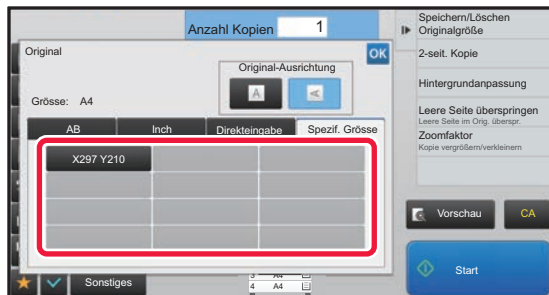 Anzahl Kopien 1
Original
OK
Original-Ausrichtung
A A
Grösse: A4
AB Inch Direkteingabe Spezif. Grösse
X297 Y210
Sonstiges
3 A4
4 A4
Speichern/Löschen
Originalgröße
2-seit. Kopie
Hintergrundanpassung
Leere Seite überspringen
Leere Seite im Orig. überspr.
Zoomfaktor
Kopie vergrößern/verkleinern
Vorschau CA
Start